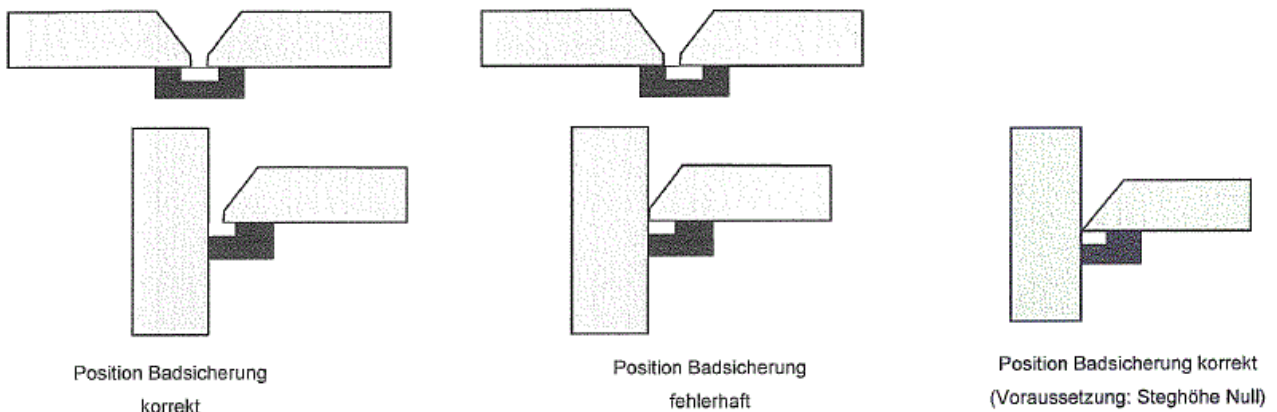 Position Badsicherung
korrekt
Position Badsicherung
fehlerhaft
Position Badsicherung korrekt
(Voraussetzung: Steghöhe Null)